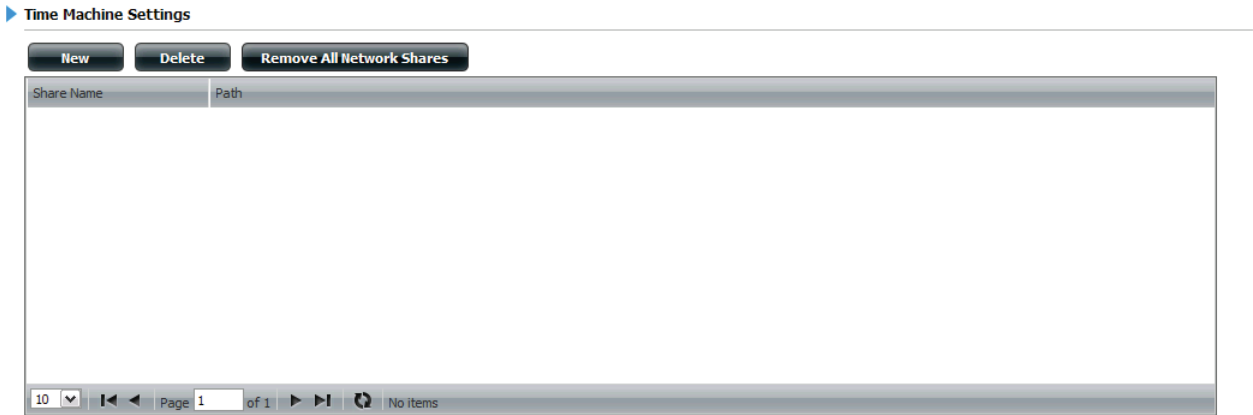 Time Machine Settings
New Delete Remove All Network Shares
Share Name Path
10 Page 1 of 1 No items